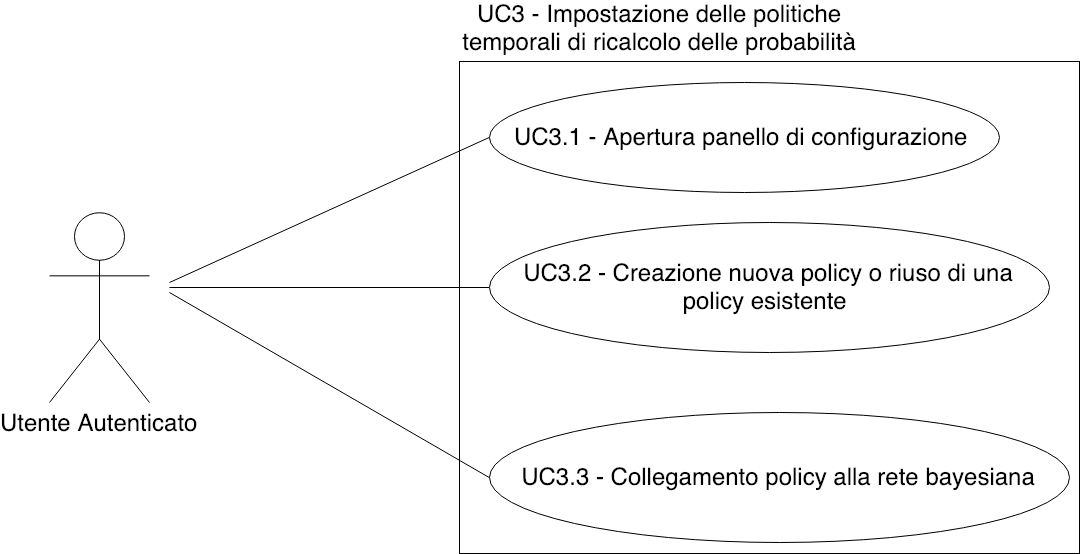 UC3 - Impostazione delle politiche
temporali di ricalcolo delle probabilità
UC3.1 - Apertura panello di configurazione
UC3.2 - Creazione nuova policy o riuso di una
policy esistente
Utente Autenticato
UC3.3 - Collegamento policy alla rete bayesiana